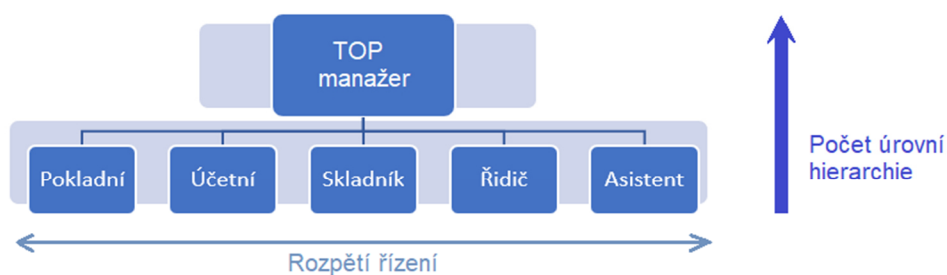 TOP
manažer
Pokladní
Účetní
Skladník
Řidič
Asistent
Počet úrovní
hierarchie
Rozpětí řízení